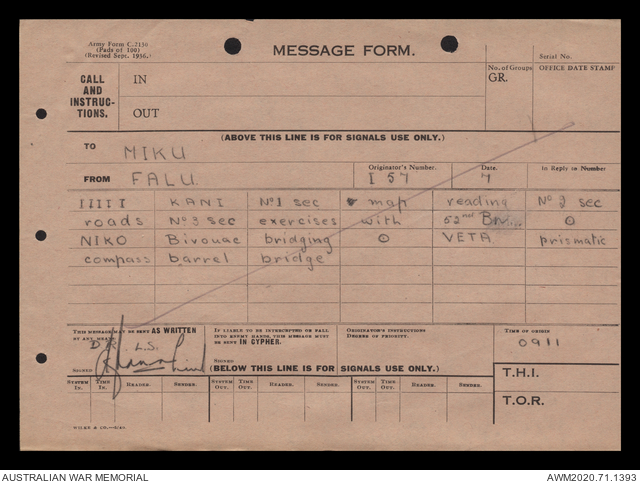 Army Form C.2130
(Pads of 100)
(Revised Sept. 1936.)
MESSAGE FORM.
Serial No.
CALL AND INSTRUC-TIONS.
IN
OUT
No. of Groups
GR.
OFFICE DATE STAMP
(ABOVE THIS LINE IS FOR SIGNALS USE ONLY.)
TO MIKU
FROM FALU
Originator's Number.
I 57
Date.
7
In Reply to Number.
IIIII KANI No 1 sec map reading No 2 sec
roads No 3 sec exercises with 52nd O
NIKO Bivouac bridging O VETA prismatic
compass barrel bridge
THIS MESSAGE MAY BE SENT AS WRITTEN BY ANY MEANS.
D R L.S.
SIGNED
IF LIABLE TO BE INTERCEPTED OR FALL INTO ENEMY HANDS, THIS MESSAGE MUST BE SENT IN CYPHER.
SIGNED
ORIGINATOR'S INSTRUCTIONS
DEGREE OF PRIORITY.
TIME OF ORIGIN
0911
(BELOW THIS LINE IS FOR SIGNALS USE ONLY.)
T.H.I.
T.O.R.
SYSTEM IN. TIME IN. READER. SENDER. SYSTEM OUT. TIME OUT. READER. SENDER. SYSTEM OUT. TIME OUT. READER. SENDER.
AUSTRALIAN WAR MEMORIAL
AWM2020.71.1393